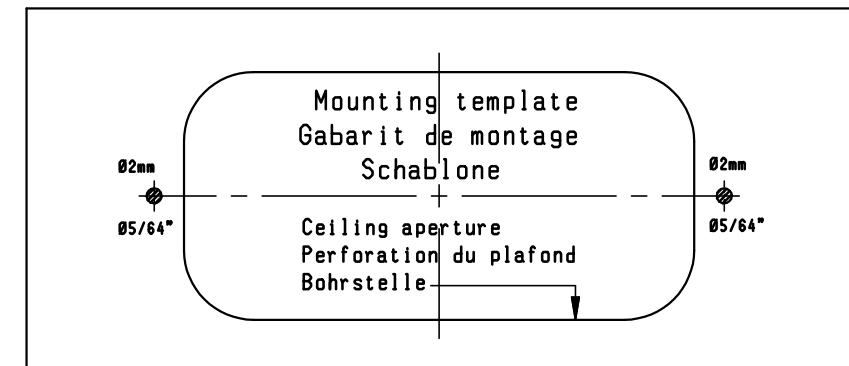 Mounting template
Gabarit de montage
Schablone
Ø2mm
Ø2mm
Ø5/64"
Ø5/64"
Ceiling aperture
Perforation du plafond
Bohrstelle